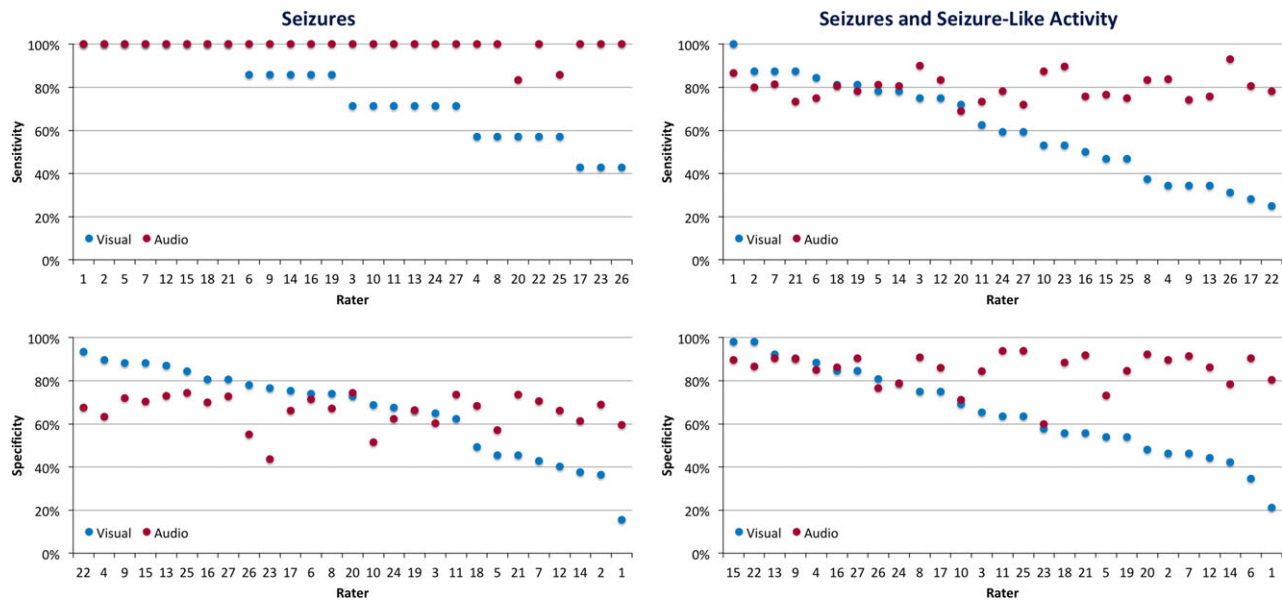 Seizures
100%
80%
60%
40%
20%
0%
Sensitivity
Visual Audio
1 2 5 7 12 15 18 21 6 9 14 16 19 3 10 11 13 24 27 4 8 20 22 25 17 23 26
Rater
Seizures and Seizure-Like Activity
100%
80%
60%
40%
20%
0%
Sensitivity
Visual Audio
1 2 7 21 6 18 19 5 14 3 12 20 11 24 27 10 23 16 15 25 8 4 9 13 26 17 22
Rater
100%
80%
60%
40%
20%
0%
Specificity
Visual Audio
22 4 9 15 13 25 16 27 26 23 17 6 8 20 10 24 19 3 11 18 5 21 7 12 14 2 1
Rater
100%
80%
60%
40%
20%
0%
Specificity
Visual Audio
15 22 13 9 4 16 27 26 24 8 17 10 3 11 25 23 18 21 5 19 20 2 7 12 14 6 1
Rater